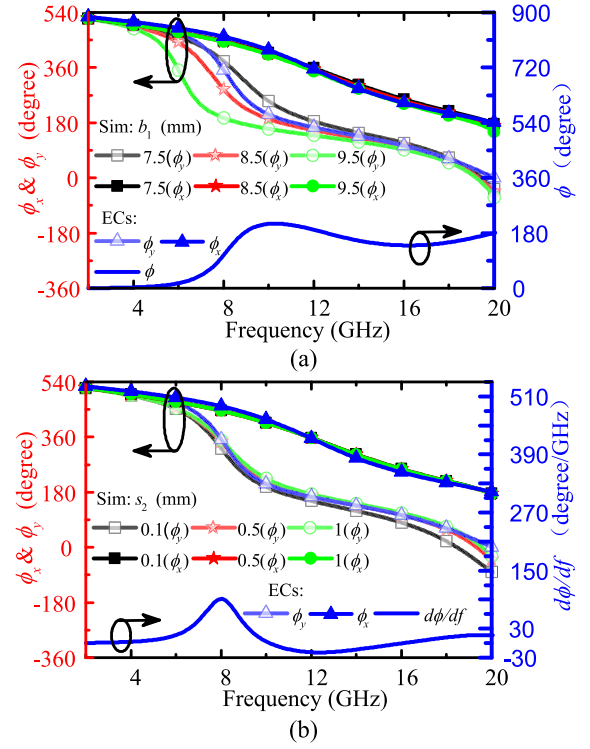 540 360 180 0 -180 -360
ϕx & ϕy (degree)
900 720 540 360 180 0
ϕ (degree)
Sim: b1 (mm)
7.5(ϕy) 8.5(ϕy) 9.5(ϕy)
7.5(ϕx) 8.5(ϕx) 9.5(ϕx)
ECs:
ϕy ϕx
ϕ
4 8 12 16 20
Frequency (GHz)
(a)
540 360 180 0 -180 -360
ϕx & ϕy (degree)
510 390 270 150 30 -30
dϕ/df (degree/GHz)
Sim: s2 (mm)
0.1(ϕy) 0.5(ϕy) 1(ϕy)
0.1(ϕx) 0.5(ϕx) 1(ϕx)
ECs:
ϕy ϕx dϕ/df
4 8 12 16 20
Frequency (GHz)
(b)